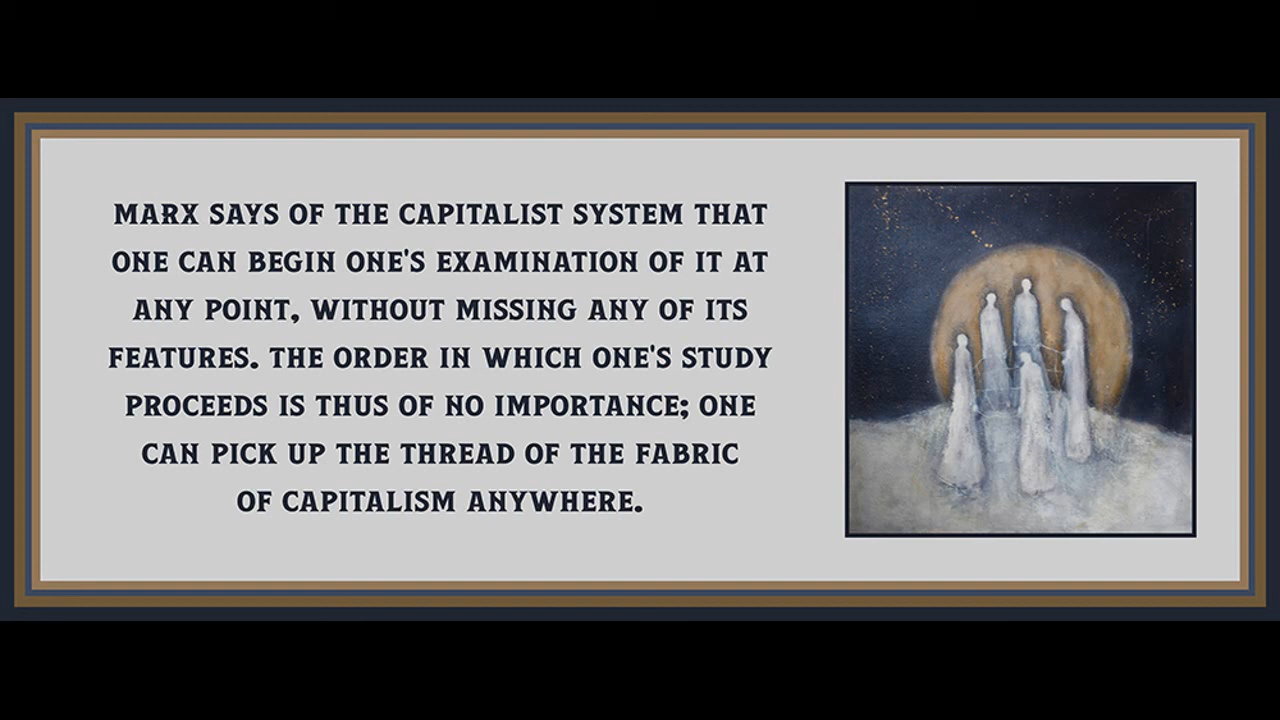 MARX SAYS OF THE CAPITALIST SYSTEM THAT
ONE CAN BEGIN ONE'S EXAMINATION OF IT AT
ANY POINT, WITHOUT MISSING ANY OF ITS
FEATURES. THE ORDER IN WHICH ONE'S STUDY
PROCEEDS IS THUS OF NO IMPORTANCE; ONE
CAN PICK UP THE THREAD OF THE FABRIC
OF CAPITALISM ANYWHERE.